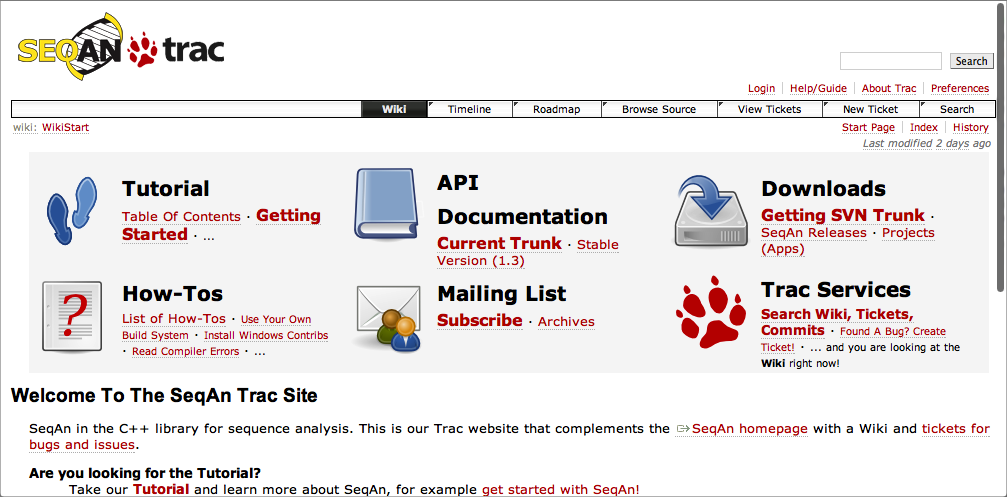 SEQAN trac
Search
Login Help/Guide About Trac Preferences
Wiki Timeline Roadmap Browse Source View Tickets New Ticket Search
wiki: WikiStart
Start Page Index History
Last modified 2 days ago
Tutorial
Table Of Contents · Getting
Started · ...
API
Documentation
Current Trunk · Stable
Version (1.3)
Downloads
Getting SVN Trunk ·
SeqAn Releases · Projects
(Apps)
How-Tos
List of How-Tos · Use Your Own
Build System · Install Windows Contribs
· Read Compiler Errors · ...
Mailing List
Subscribe · Archives
Trac Services
Search Wiki, Tickets,
Commits · Found A Bug? Create
Ticket! · ... and you are looking at the
Wiki right now!
Welcome To The SeqAn Trac Site
SeqAn in the C++ library for sequence analysis. This is our Trac website that complements the SeqAn homepage with a Wiki and tickets for
bugs and issues.
Are you looking for the Tutorial?
Take our Tutorial and learn more about SeqAn, for example get started with SeqAn!